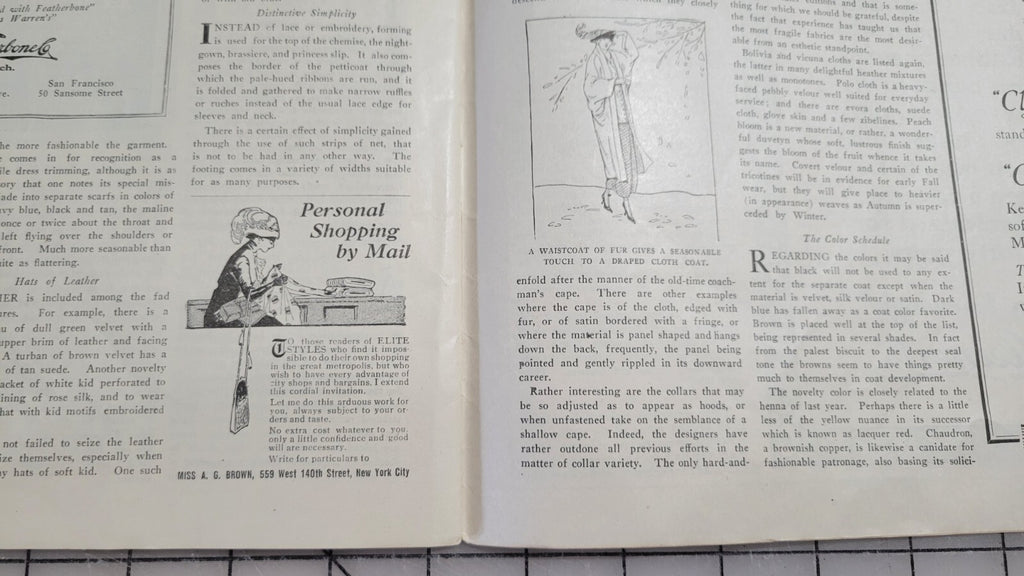 d with Featherbone"
s Warren's"
rbone Co
ch.
San Francisco
re. 50 Sansome Street
he more fashionable the garment.
comes in for recognition as a
ile dress trimming, although it is as
ory that one notes its special mis-
ade into separate scarfs in colors of
vy blue, black and tan, the maline
once or twice about the throat and
left flying over the shoulders or
front. Much more seasonable than
ite as flattering.
Hats of Leather
HER is included among the fad
ures. For example, there is a
u of dull green velvet with a
upper brim of leather and facing
A turban of brown velvet has a
of tan suede. Another novelty
acket of white kid perforated to
ining of rose silk, and to wear
hat with kid motifs embroidered
not failed to seize the leather
ize themselves, especially when
y hats of soft kid. One such
Distinctive Simplicity
INSTEAD of lace or embroidery, forming
is used for the top of the chemise, the night-
gown, brassiere, and princess slip. It also com-
poses the border of the petticoat through
which the pale-hued ribbons are run, and it
is folded and gathered to make narrow ruffles
or ruches instead of the usual lace edge for
sleeves and neck.
There is a certain effect of simplicity gained
through the use of such strips of net, that
is not to be had in any other way. The
footing comes in a variety of widths suitable
for as many purposes.
Personal
Shopping
by Mail
TO those readers of ELITE
STYLES who find it impos-
sible to do their own shopping
in the great metropolis, but who
wish to have every advantage of
city shops and bargains, I extend
this cordial invitation.
Let me do this arduous work for
you, always subject to your or-
ders and taste.
No extra cost whatever to you,
only a little confidence and good
will are necessary.
Write for particulars to
MISS A. G. BROWN, 559 West 140th Street, New York City
which they closely
A WAISTCOAT OF FUR GIVES A SEASONABLE
TOUCH TO A DRAPED CLOTH COAT.
enfold after the manner of the old-time coach-
man's cape. There are other examples
where the cape is of the cloth, edged with
fur, or of satin bordered with a fringe, or
where the material is panel shaped and hangs
down the back, frequently, the panel being
pointed and gently rippled in its downward
career.
Rather interesting are the collars that may
be so adjusted as to appear as hoods, or
when unfastened take on the semblance of a
shallow cape. Indeed, the designers have
rather outdone all previous efforts in the
matter of collar variety. The only hard-and-
and that is some-
thing for which we should be grateful, despite
the fact that experience has taught us that
the most fragile fabrics are the most desir-
able from an esthetic standpoint.
Bolivia and vicuna cloths are listed again,
the latter in many delightful heather mixtures
as well as monotones. Polo cloth is a heavy-
faced pebbly velour well suited for everyday
service; and there are evora cloths, suede
cloth, glove skin and a few zibelines. Peach
bloom is a new material, or rather, a wonder-
ful duvetyn whose soft, lustrous finish sug-
gests the bloom of the fruit whence it takes
its name. Covert velour and certain of the
tricotines will be in evidence for early Fall
wear, but they will give place to heavier
(in appearance) weaves as Autumn is super-
ceded by Winter.
The Color Schedule
REGARDING the colors it may be said
that black will not be used to any ex-
tent for the separate coat except when the
material is velvet, silk velour or satin. Dark
blue has fallen away as a coat color favorite.
Brown is placed well at the top of the list,
being represented in several shades. In fact
from the palest biscuit to the deepest seal
tone the browns seem to have things pretty
much to themselves in coat development.
The novelty color is closely related to the
henna of last year. Perhaps there is a little
less of the yellow nuance in its successor
which is known as lacquer red. Chaudron,
a brownish copper, is likewise a canidate for
fashionable patronage, also basing its solici-
stand
Ke
sof
M